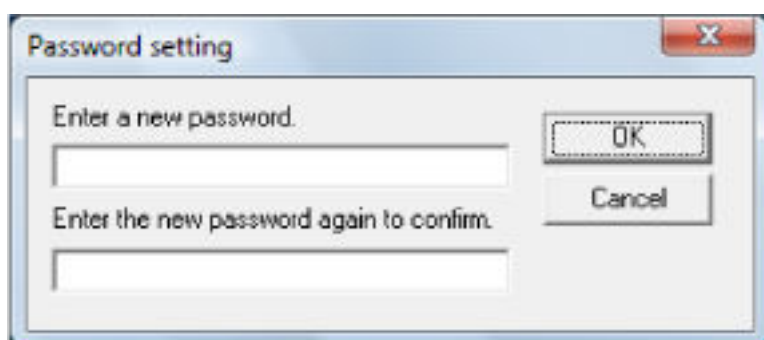 Password setting
Enter a new password.
OK
Cancel
Enter the new password again to confirm.